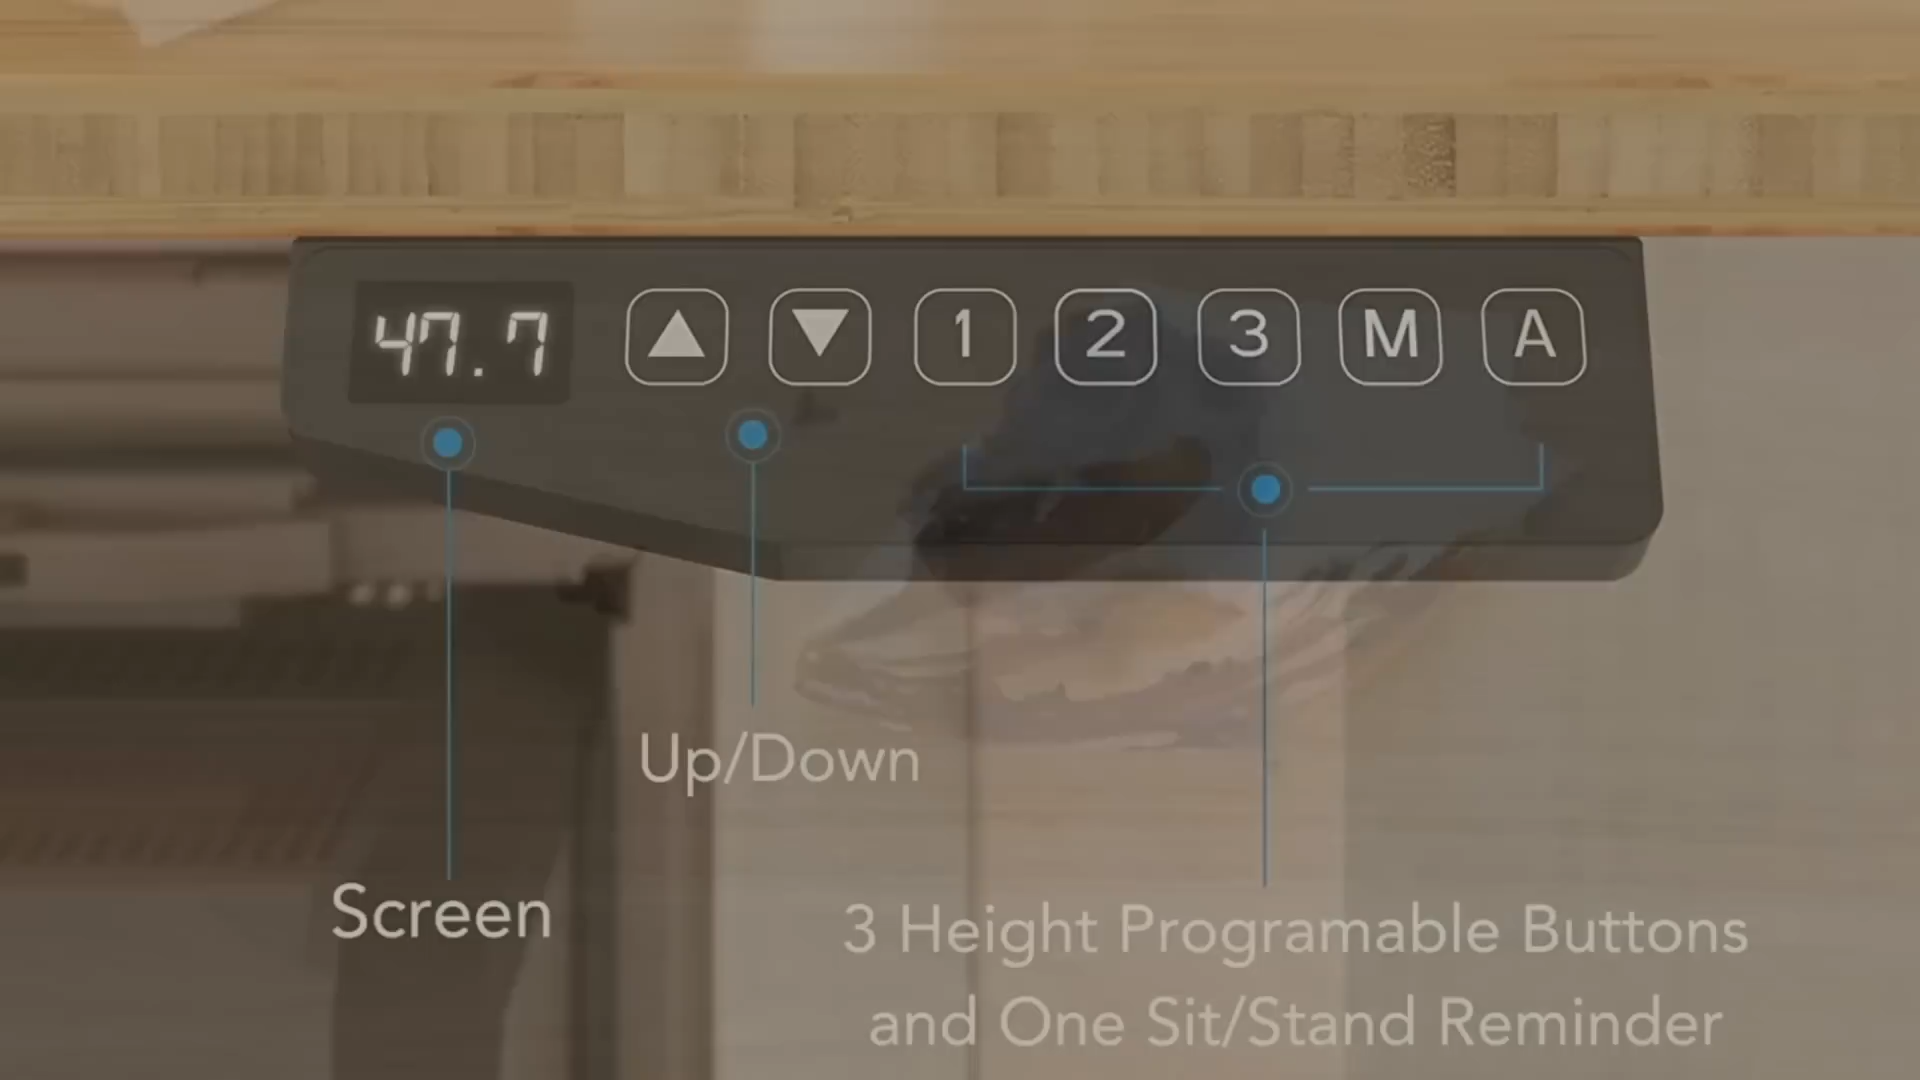 47.7 ▲ ▼ 1 2 3 M A
Up/Down
Screen
3 Height Programable Buttons
and One Sit/Stand Reminder